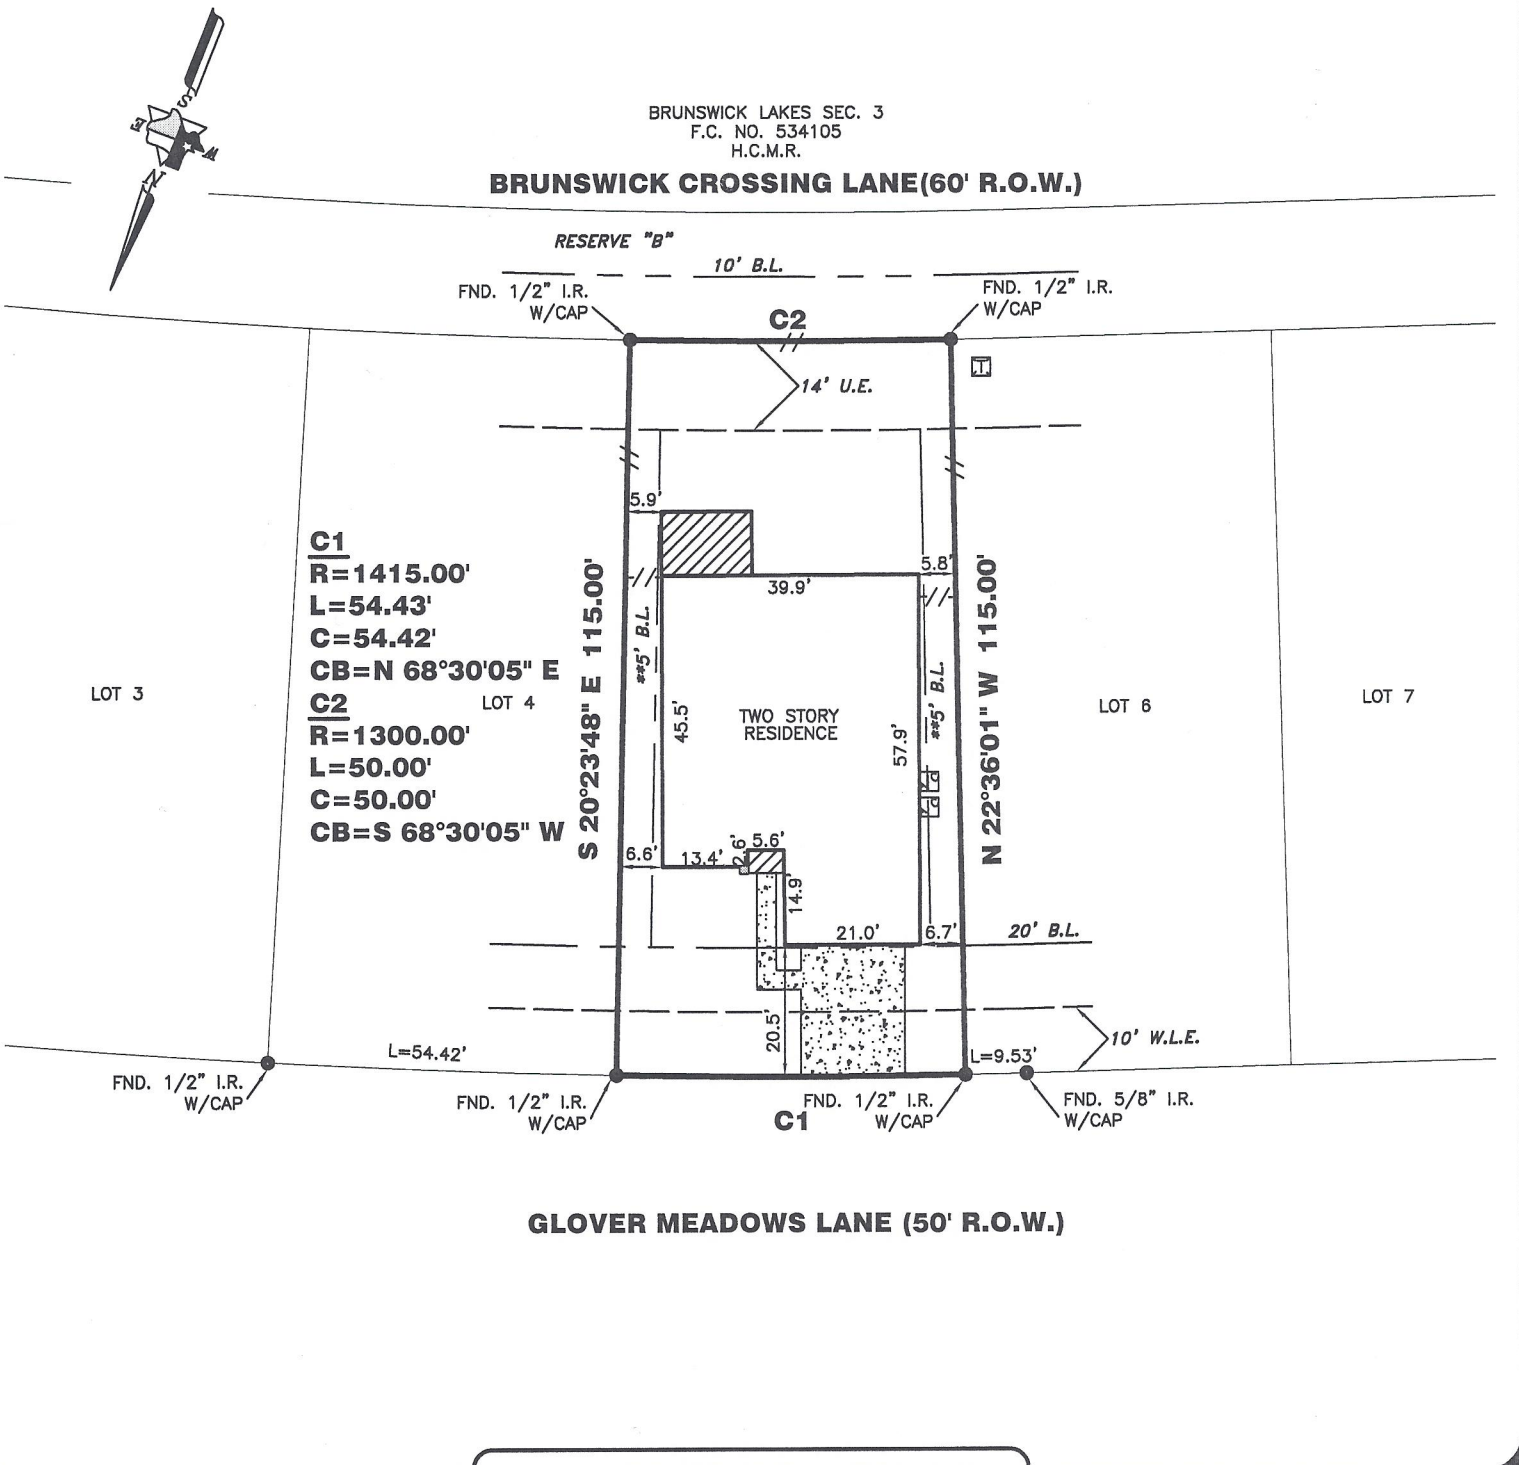 S
E
W
N
BRUNSWICK LAKES SEC. 3
F.C. NO. 534105
H.C.M.R.
BRUNSWICK CROSSING LANE(60' R.O.W.)
RESERVE "B"
10' B.L.
FND. 1/2" I.R.
W/CAP
FND. 1/2" I.R.
W/CAP
C2
T
14' U.E.
5.9'
5.8'
39.9'
C1
R=1415.00'
L=54.43'
C=54.42'
CB=N 68°30'05" E
C2
R=1300.00'
L=50.00'
C=50.00'
CB=S 68°30'05" W
S 20°23'48" E 115.00'
**5' B.L.
45.5'
TWO STORY
RESIDENCE
57.9'
**5' B.L.
N 22°36'01" W 115.00'
LOT 3
LOT 4
LOT 6
LOT 7
6.6'
13.4'
2.6'
5.6'
14.9'
21.0'
6.7'
20' B.L.
20.5'
10' W.L.E.
L=54.42'
L=9.53'
FND. 1/2" I.R.
W/CAP
FND. 1/2" I.R.
W/CAP
C1
FND. 1/2" I.R.
W/CAP
FND. 5/8" I.R.
W/CAP
GLOVER MEADOWS LANE (50' R.O.W.)